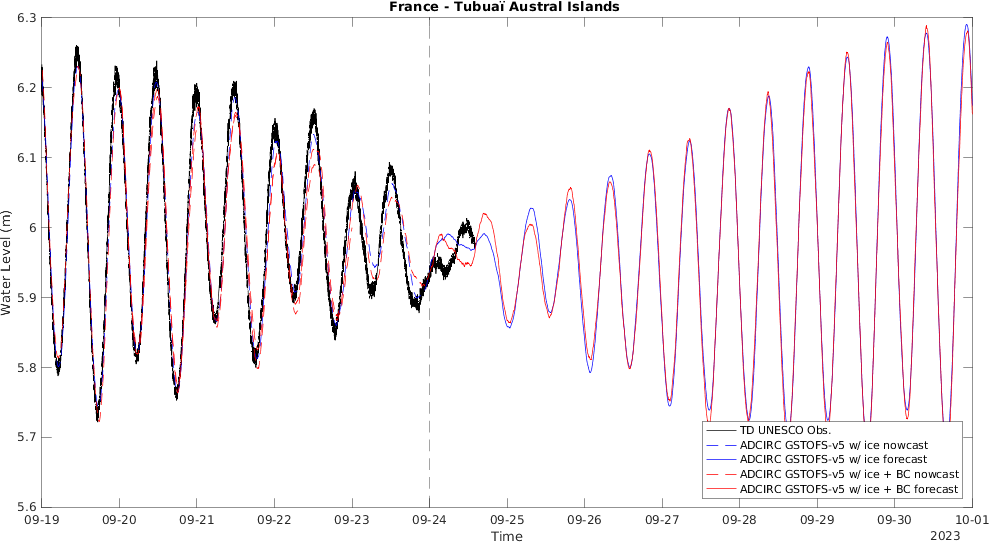 France - Tubuaï Austral Islands
Water Level (m)
6.3
6.2
6.1
6
5.9
5.8
5.7
5.6
TD UNESCO Obs.
ADCIRC GSTOFS-v5 w/ ice nowcast
ADCIRC GSTOFS-v5 w/ ice forecast
ADCIRC GSTOFS-v5 w/ ice + BC nowcast
ADCIRC GSTOFS-v5 w/ ice + BC forecast
09-19 09-20 09-21 09-22 09-23 09-24 09-25 09-26 09-27 09-28 09-29 09-30 10-01
Time
2023